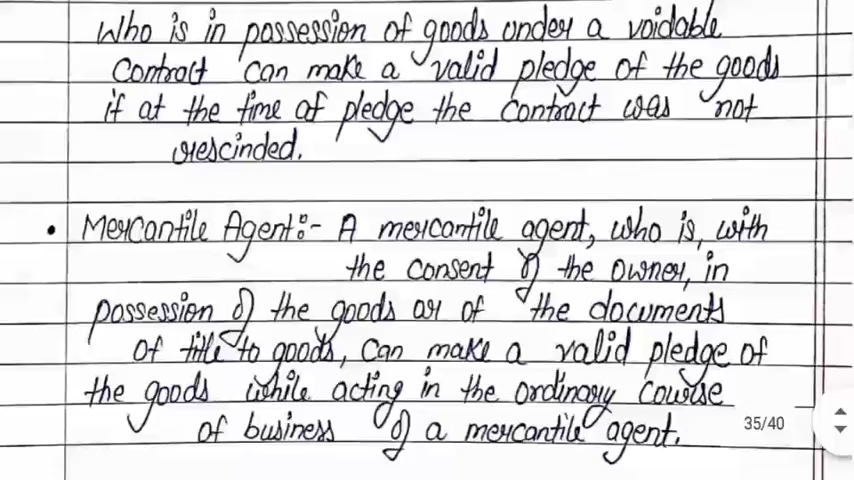 Who is in possession of goods under a voidable
Contract can make a valid pledge of the goods
if at the time of pledge the contract was not
rescinded.
• Mercantile Agent:- A mercantile agent, who is, with
the consent of the owner, in
possession of the goods or of the documents
of title to goods, can make a valid pledge of
the goods while acting in the ordinary course
of business of a mercantile agent.
35/40